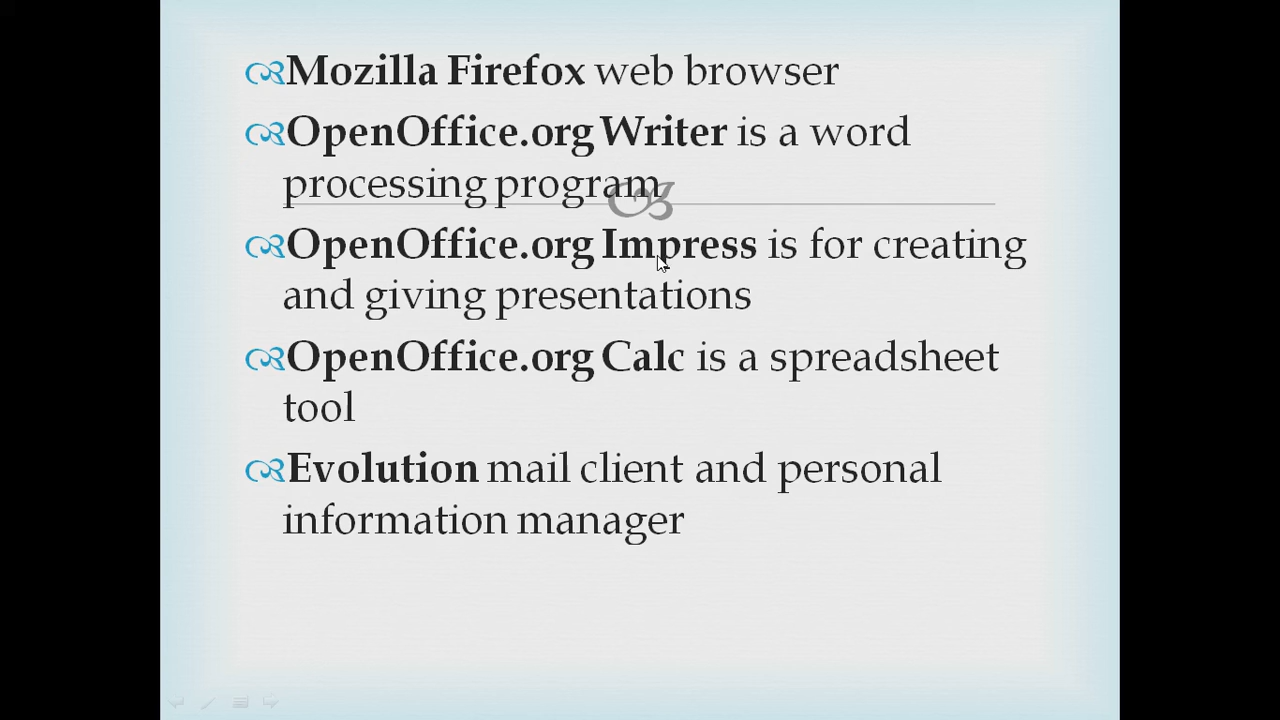 Mozilla Firefox web browser
OpenOffice.org Writer is a word
processing program
OpenOffice.org Impress is for creating
and giving presentations
OpenOffice.org Calc is a spreadsheet
tool
Evolution mail client and personal
information manager